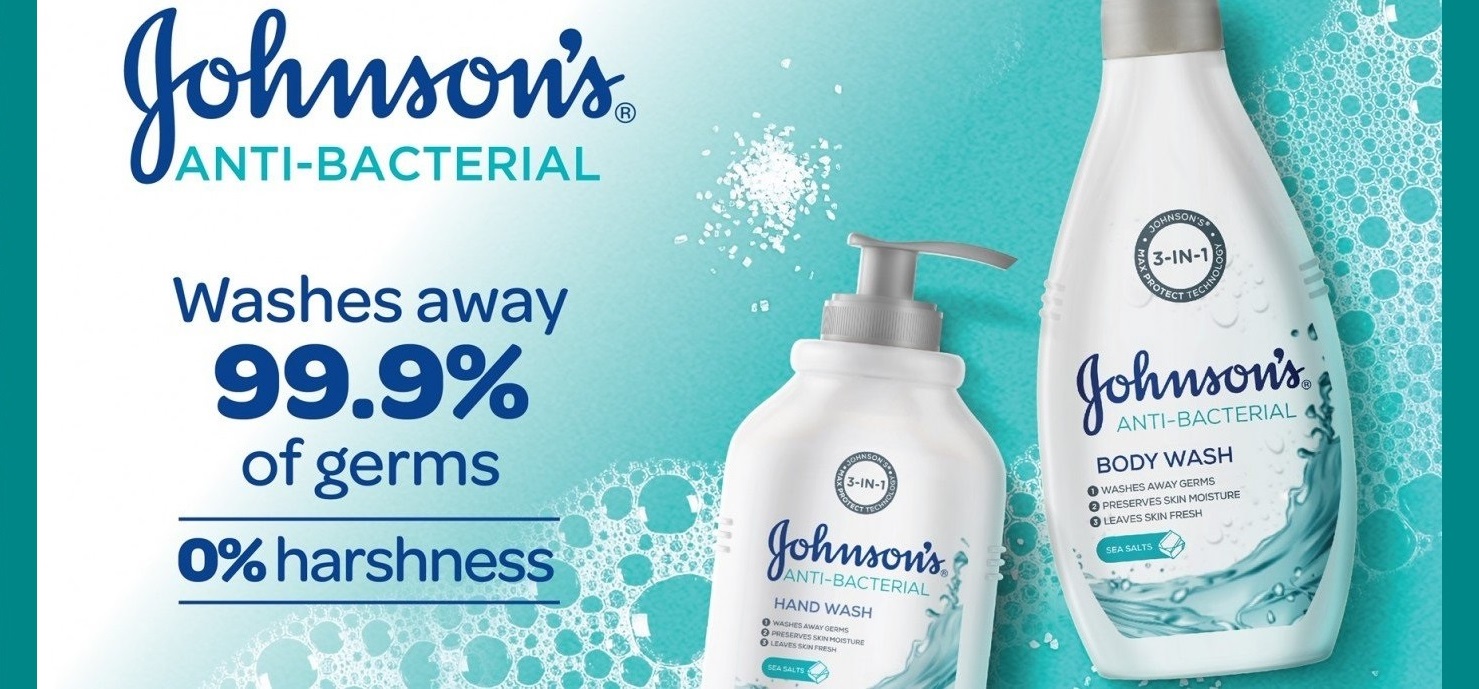 Johnson's®
ANTI-BACTERIAL
Washes away
99.9%
of germs
0% harshness
JOHNSON'S®
3-IN-1
MAX PROTECT TECHNOLOGY
Johnson's®
ANTI-BACTERIAL
HAND WASH
1 WASHES AWAY GERMS
2 PRESERVES SKIN MOISTURE
3 LEAVES SKIN FRESH
SEA SALTS
JOHNSON'S®
3-IN-1
MAX PROTECT TECHNOLOGY
Johnson's®
ANTI-BACTERIAL
BODY WASH
1 WASHES AWAY GERMS
2 PRESERVES SKIN MOISTURE
3 LEAVES SKIN FRESH
SEA SALTS